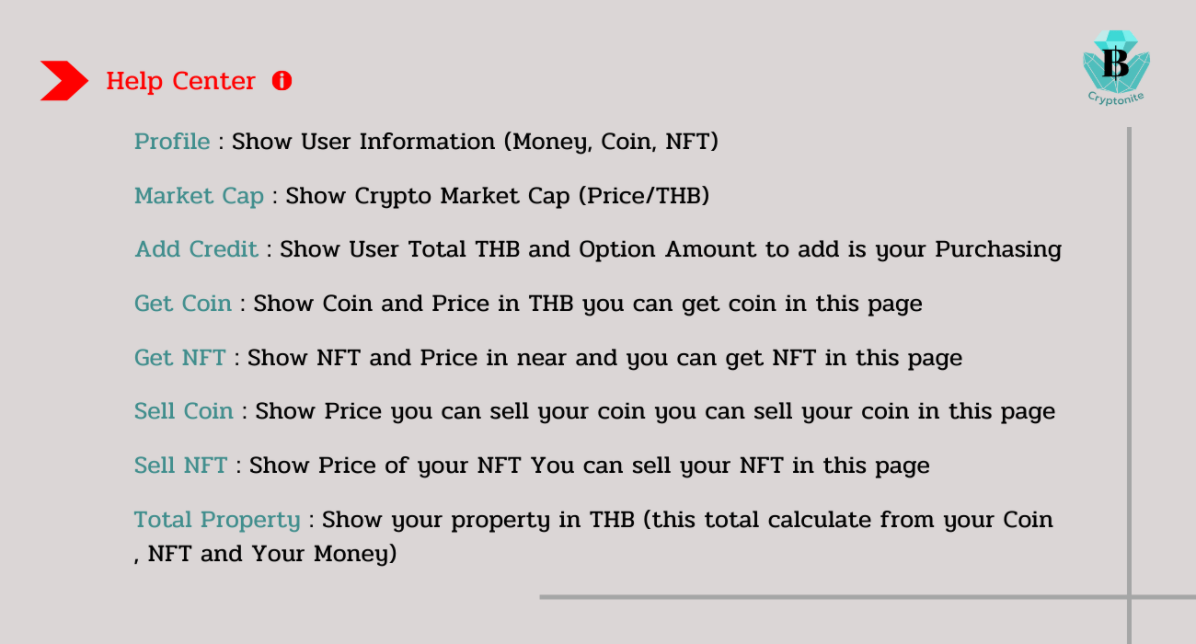 Help Center
B
Cryptonite
Profile : Show User Information (Money, Coin, NFT)
Market Cap : Show Crypto Market Cap (Price/THB)
Add Credit : Show User Total THB and Option Amount to add is your Purchasing
Get Coin : Show Coin and Price in THB you can get coin in this page
Get NFT : Show NFT and Price in near and you can get NFT in this page
Sell Coin : Show Price you can sell your coin you can sell your coin in this page
Sell NFT : Show Price of your NFT You can sell your NFT in this page
Total Property : Show your property in THB (this total calculate from your Coin
, NFT and Your Money)